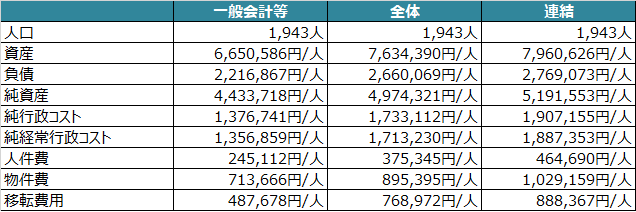 一般会計等 全体 連結
人口 1,943人 1,943人 1,943人
資産 6,650,586円/人 7,634,390円/人 7,960,626円/人
負債 2,216,867円/人 2,660,069円/人 2,769,073円/人
純資産 4,433,718円/人 4,974,321円/人 5,191,553円/人
純行政コスト 1,376,741円/人 1,733,112円/人 1,907,155円/人
純経常行政コスト 1,356,859円/人 1,713,230円/人 1,887,353円/人
人件費 245,112円/人 375,345円/人 464,690円/人
物件費 713,666円/人 895,395円/人 1,029,159円/人
移転費用 487,678円/人 768,972円/人 888,367円/人